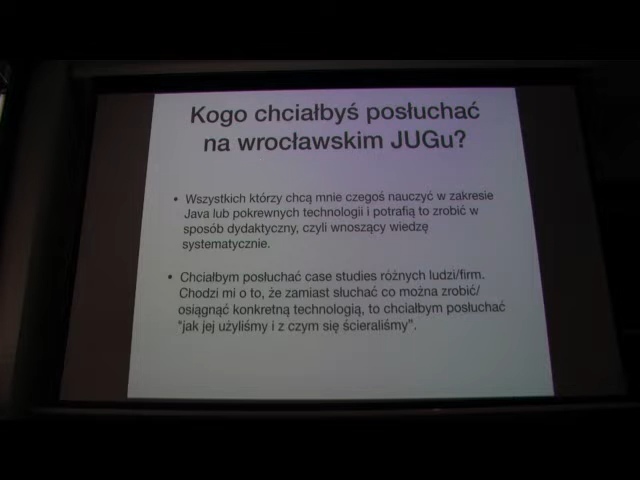 Kogo chciałbyś posłuchać
na wrocławskim JUGu?
• Wszystkich którzy chcą mnie czegoś nauczyć w zakresie
Java lub pokrewnych technologii i potrafią to zrobić w
sposób dydaktyczny, czyli wnoszący wiedzę
systematycznie.
• Chciałbym posłuchać case studies różnych ludzi/firm.
Chodzi mi o to, że zamiast słuchać co można zrobić/
osiągnąć konkretną technologią, to chciałbym posłuchać
"jak jej użyliśmy i z czym się ścieraliśmy".